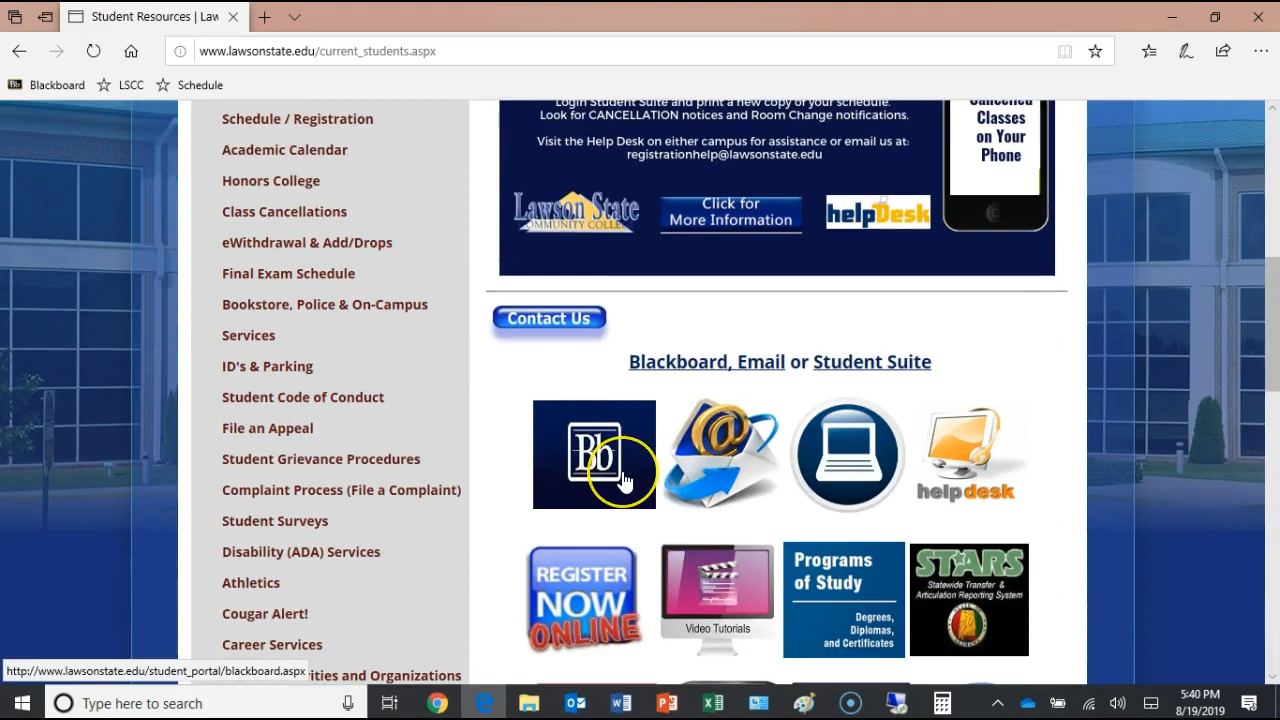 Student Resources | Law
www.lawsonstate.edu/current_students.aspx
Blackboard
LSCC
Schedule
Schedule / Registration
Academic Calendar
Honors College
Class Cancellations
eWithdrawal & Add/Drops
Final Exam Schedule
Bookstore, Police & On-Campus
Services
ID's & Parking
Student Code of Conduct
File an Appeal
Student Grievance Procedures
Complaint Process (File a Complaint)
Student Surveys
Disability (ADA) Services
Athletics
Cougar Alert!
Career Services
ities and Organizations
Login Student Suite and print a new copy of your schedule.
Look for CANCELLATION notices and Room Change notifications.
Visit the Help Desk on either campus for assistance or email us at:
registrationhelp@lawsonstate.edu
Cancelled
Classes
on Your
Phone
Lawson State
COMMUNITY COLLEGE
Click for
More Information
helpDesk
Contact Us
Blackboard, Email or Student Suite
Bb
@
helpdesk
REGISTER
NOW
ONLINE
Video Tutorials
Programs
of Study
Degrees,
Diplomas,
and Certificates
STARS
Statewide Transfer &
Articulation Reporting System
http://www.lawsonstate.edu/student_portal/blackboard.aspx
Type here to search
5:40 PM
8/19/2019